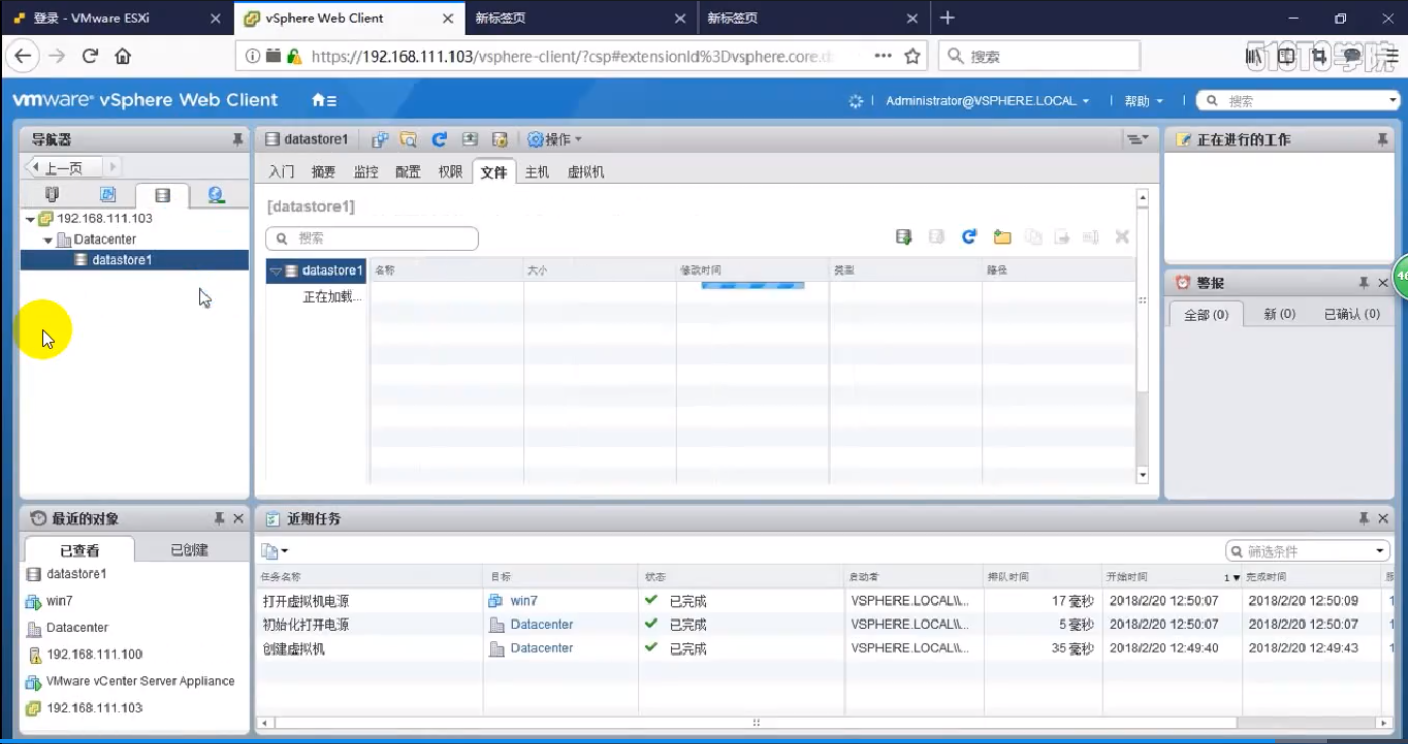 登录 - VMware ESXi
vSphere Web Client
新标签页
新标签页
https://192.168.111.103/vsphere-client/?csp#extensionId%3Dvsphere.core.d
搜索
51CTO学院
vmware® vSphere Web Client
Administrator@VSPHERE.LOCAL
帮助
搜索
导航器
上一页
192.168.111.103
Datacenter
datastore1
datastore1
操作
入门 摘要 监控 配置 权限 文件 主机 虚拟机
[datastore1]
搜索
datastore1
正在加载...
名称 大小 修改时间 类型 路径
正在进行的工作
警报
全部 (0) 新 (0) 已确认 (0)
46
最近的对象
已查看 已创建
datastore1
win7
Datacenter
192.168.111.100
VMware vCenter Server Appliance
192.168.111.103
近期任务
筛选条件
任务名称 目标 状态 启动者 排队时间 开始时间 1 完成时间
打开虚拟机电源 win7 已完成 VSPHERE.LOCAL\\... 17 毫秒 2018/2/20 12:50:07 2018/2/20 12:50:09
初始化打开电源 Datacenter 已完成 VSPHERE.LOCAL\\... 5 毫秒 2018/2/20 12:50:07 2018/2/20 12:50:07
创建虚拟机 Datacenter 已完成 VSPHERE.LOCAL\\... 35 毫秒 2018/2/20 12:49:40 2018/2/20 12:49:43